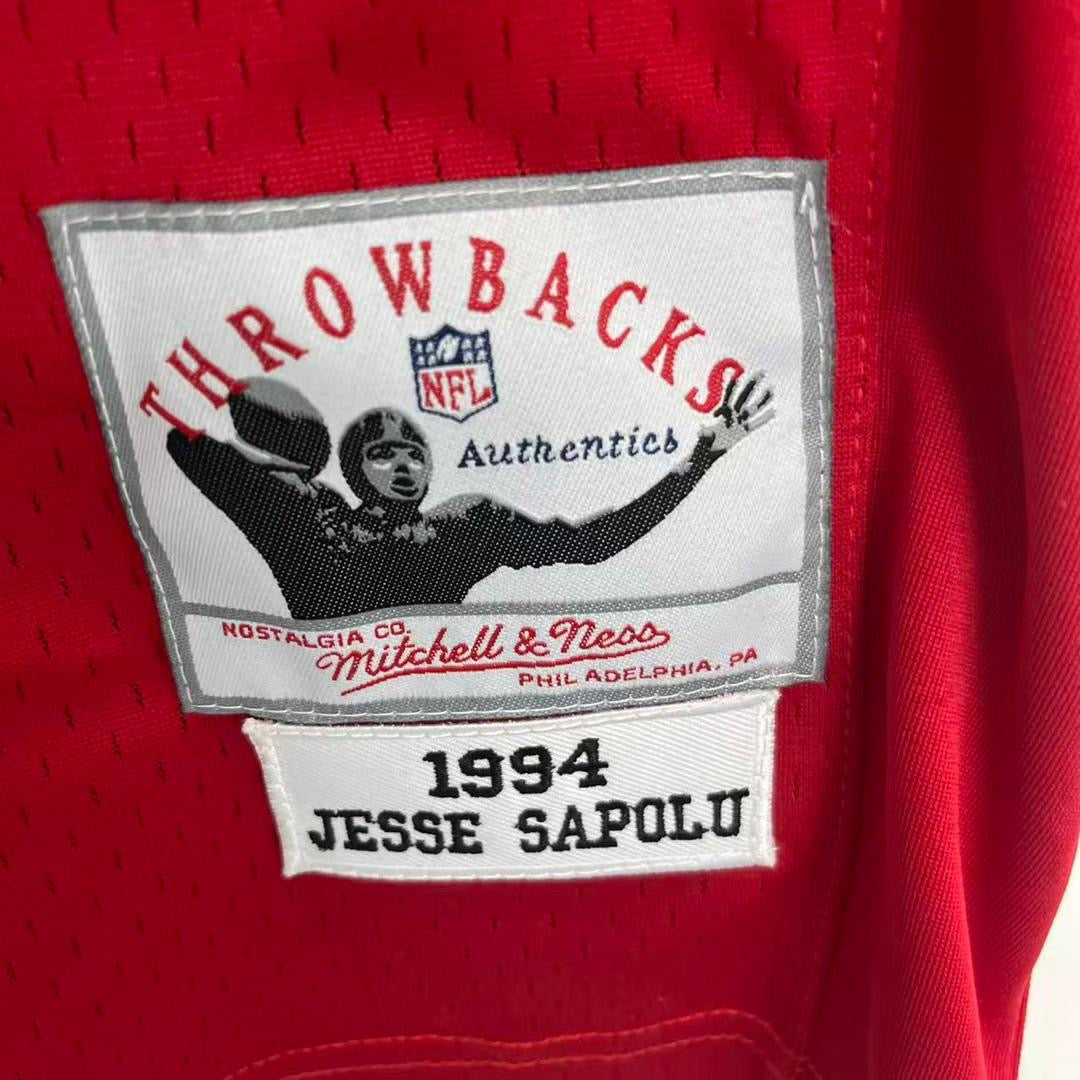 THROWBACKS
NFL
Authentics
NOSTALGIA CO.
Mitchell & Ness
PHILADELPHIA, PA
1994
JESSE SAPOLU